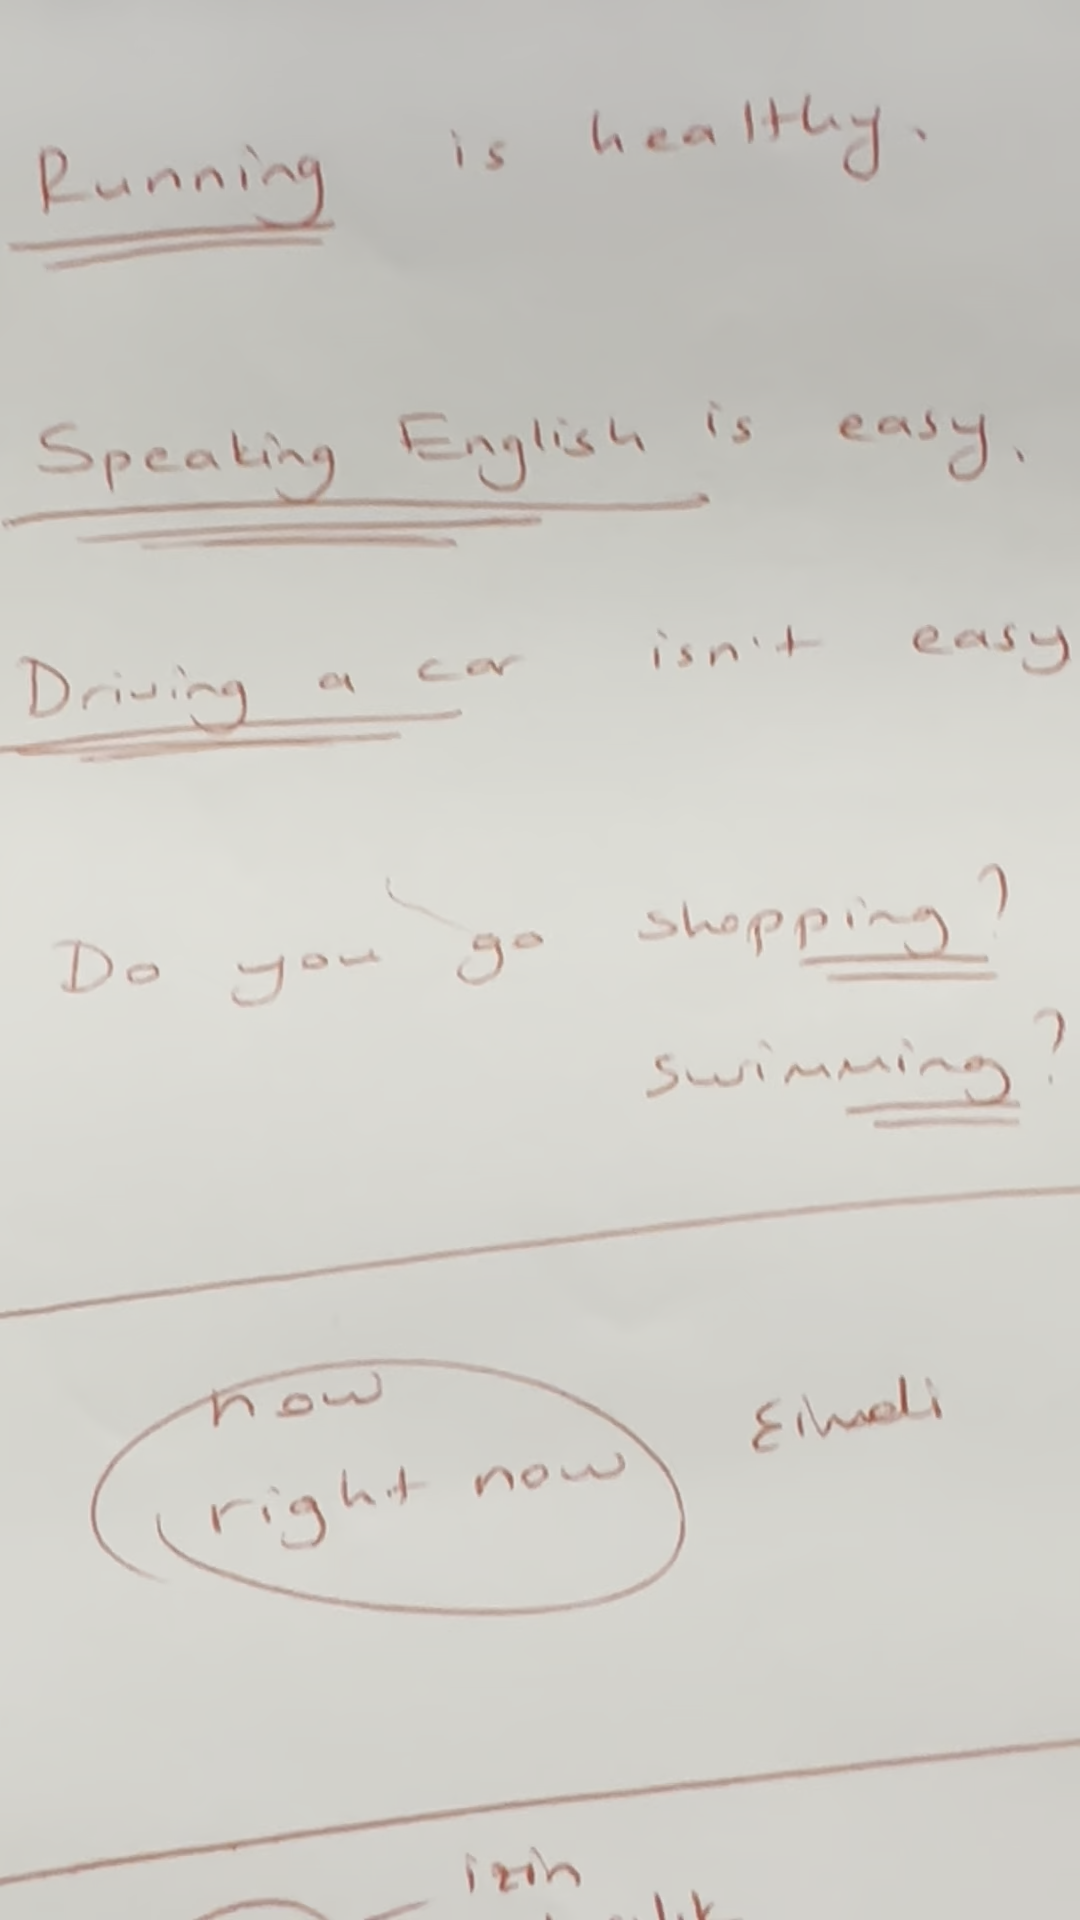 Running is healthy.
Speaking English is easy.
Driving a car isn't easy
Do you go shopping?
swimming?
now
right now
izin